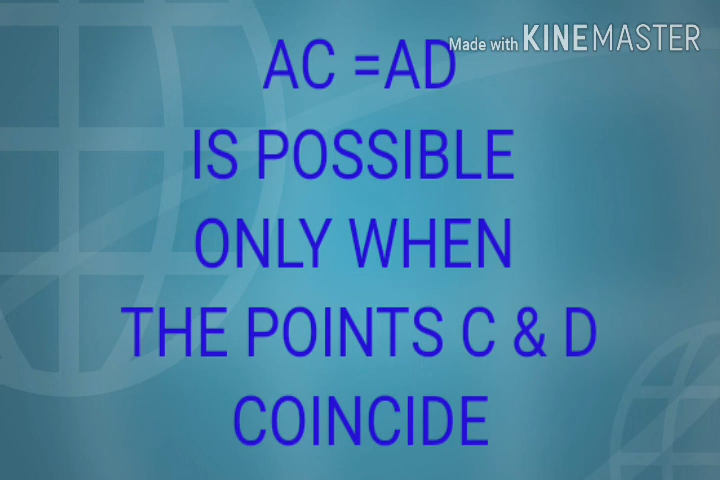 Made with KINEMASTER
AC =AD
IS POSSIBLE
ONLY WHEN
THE POINTS C & D
COINCIDE